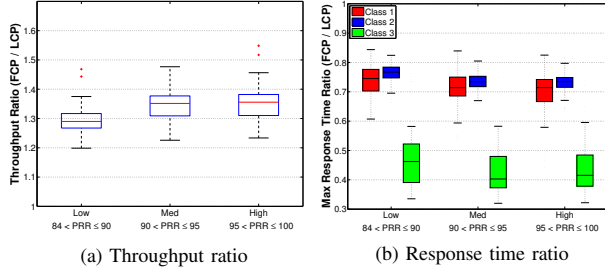 Throughput Ratio (FCP / LCP)
1.6
1.5
1.4
1.3
1.2
1.1
1
Low
Med
High
84 < PRR ≤ 90
90 < PRR ≤ 95
95 < PRR ≤ 100
(a) Throughput ratio
Max Response Time Ratio (FCP / LCP)
1
0.9
0.8
0.7
0.6
0.5
0.4
0.3
Class 1
Class 2
Class 3
Low
Med
High
84 < PRR ≤ 90
90 < PRR ≤ 95
95 < PRR ≤ 100
(b) Response time ratio